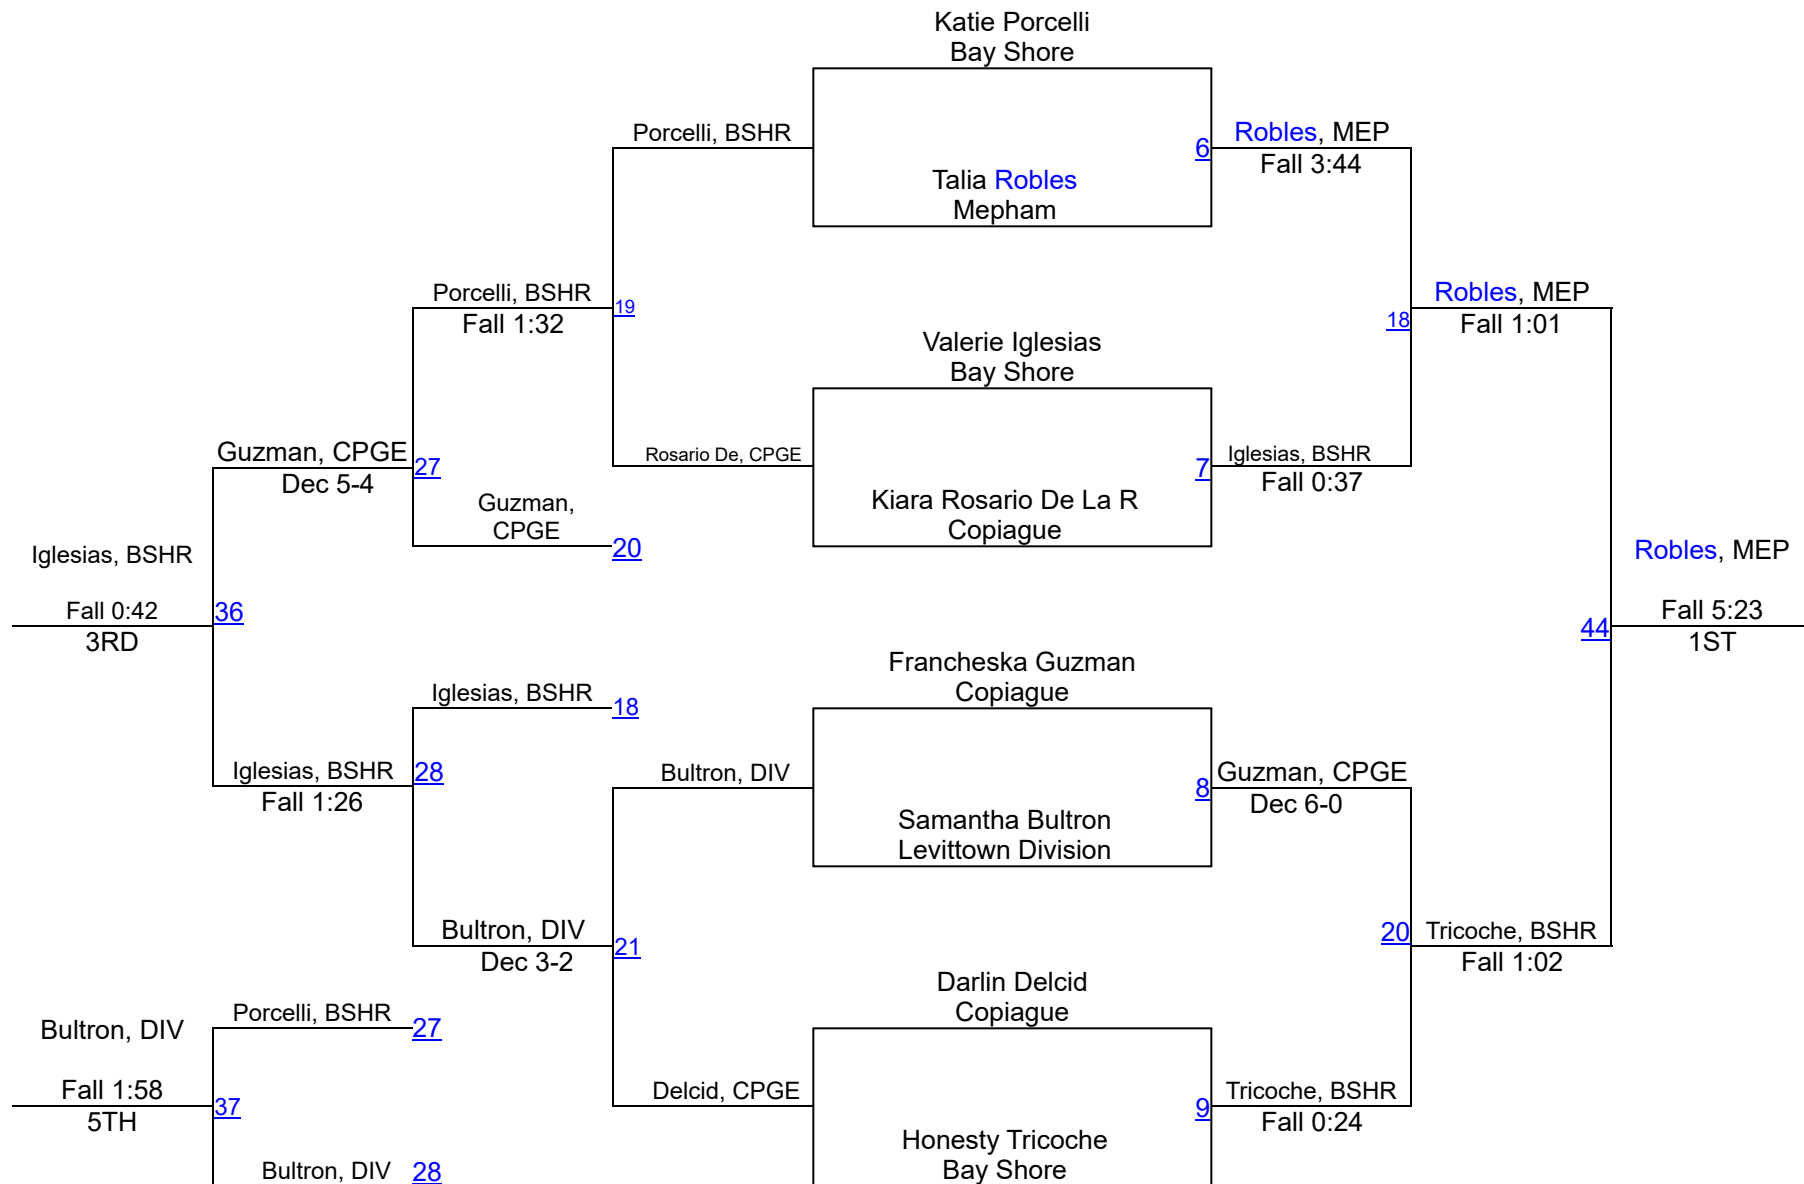 Katie Porcelli
Bay Shore
Porcelli, BSHR
6
Robles, MEP
Fall 3:44
Talia Robles
Mepham
Porcelli, BSHR
Fall 1:32
19
18
Robles, MEP
Fall 1:01
Valerie Iglesias
Bay Shore
Guzman, CPGE
Dec 5-4
27
Rosario De, CPGE
7
Iglesias, BSHR
Fall 0:37
Guzman,
CPGE
20
Kiara Rosario De La R
Copiague
Iglesias, BSHR
Fall 0:42
3RD
36
44
Robles, MEP
Fall 5:23
1ST
Francheska Guzman
Copiague
Iglesias, BSHR
18
Iglesias, BSHR
Fall 1:26
28
Bultron, DIV
8
Guzman, CPGE
Dec 6-0
Samantha Bultron
Levittown Division
Bultron, DIV
Dec 3-2
21
20
Tricoche, BSHR
Fall 1:02
Darlin Delcid
Copiague
Bultron, DIV
Fall 1:58
5TH
Porcelli, BSHR
27
37
Delcid, CPGE
9
Tricoche, BSHR
Fall 0:24
Honesty Tricoche
Bay Shore
Bultron, DIV
28